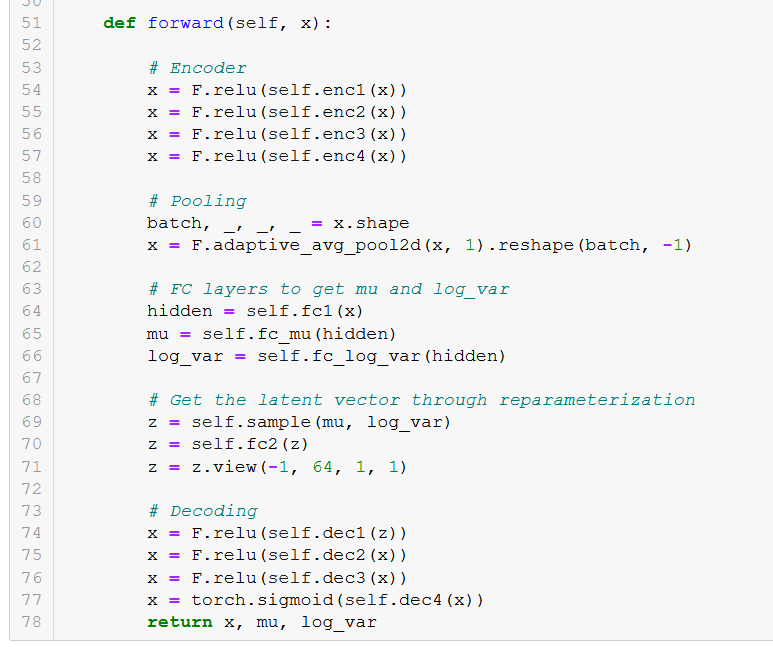 50
51 def forward(self, x):
52
53 # Encoder
54 x = F.relu(self.enc1(x))
55 x = F.relu(self.enc2(x))
56 x = F.relu(self.enc3(x))
57 x = F.relu(self.enc4(x))
58
59 # Pooling
60 batch, _, _, _ = x.shape
61 x = F.adaptive_avg_pool2d(x, 1).reshape(batch, -1)
62
63 # FC layers to get mu and log_var
64 hidden = self.fc1(x)
65 mu = self.fc_mu(hidden)
66 log_var = self.fc_log_var(hidden)
67
68 # Get the latent vector through reparameterization
69 z = self.sample(mu, log_var)
70 z = self.fc2(z)
71 z = z.view(-1, 64, 1, 1)
72
73 # Decoding
74 x = F.relu(self.dec1(z))
75 x = F.relu(self.dec2(x))
76 x = F.relu(self.dec3(x))
77 x = torch.sigmoid(self.dec4(x))
78 return x, mu, log_var